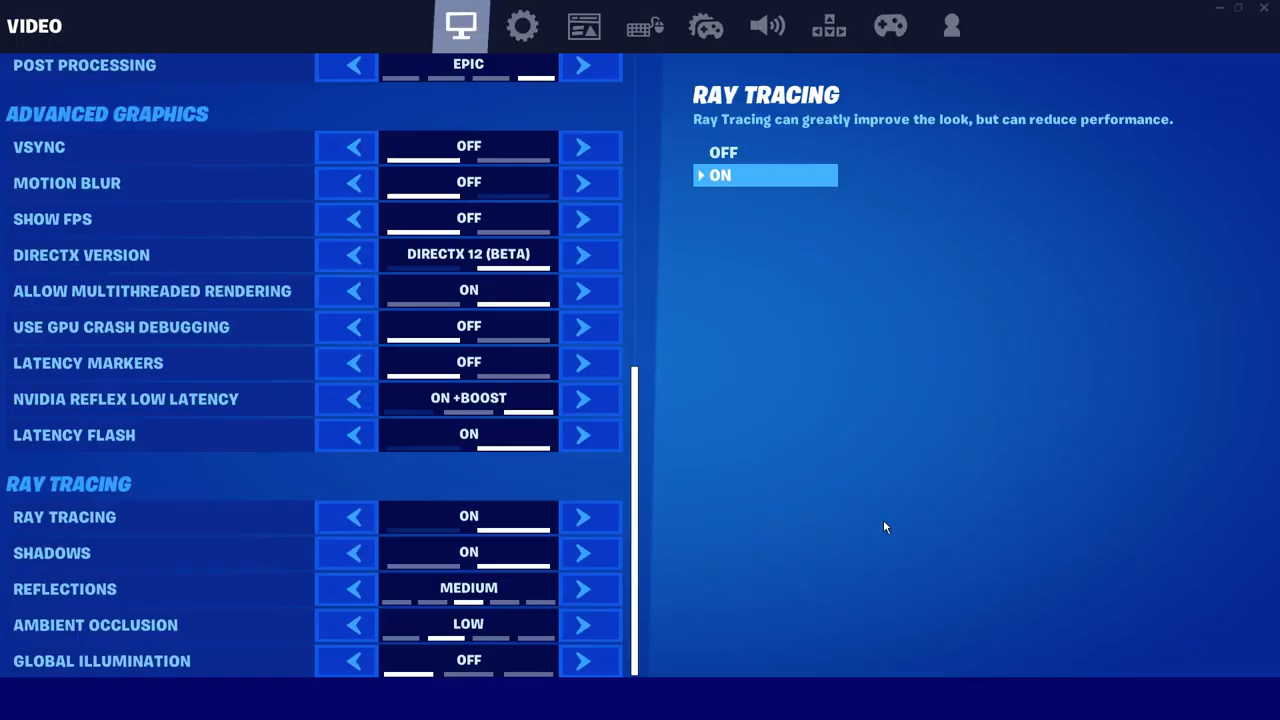 VIDEO
POST PROCESSING EPIC
ADVANCED GRAPHICS
VSYNC OFF
MOTION BLUR OFF
SHOW FPS OFF
DIRECTX VERSION DIRECTX 12 (BETA)
ALLOW MULTITHREADED RENDERING ON
USE GPU CRASH DEBUGGING OFF
LATENCY MARKERS OFF
NVIDIA REFLEX LOW LATENCY ON +BOOST
LATENCY FLASH ON
RAY TRACING
RAY TRACING ON
SHADOWS ON
REFLECTIONS MEDIUM
AMBIENT OCCLUSION LOW
GLOBAL ILLUMINATION OFF
RAY TRACING
Ray Tracing can greatly improve the look, but can reduce performance.
OFF
ON